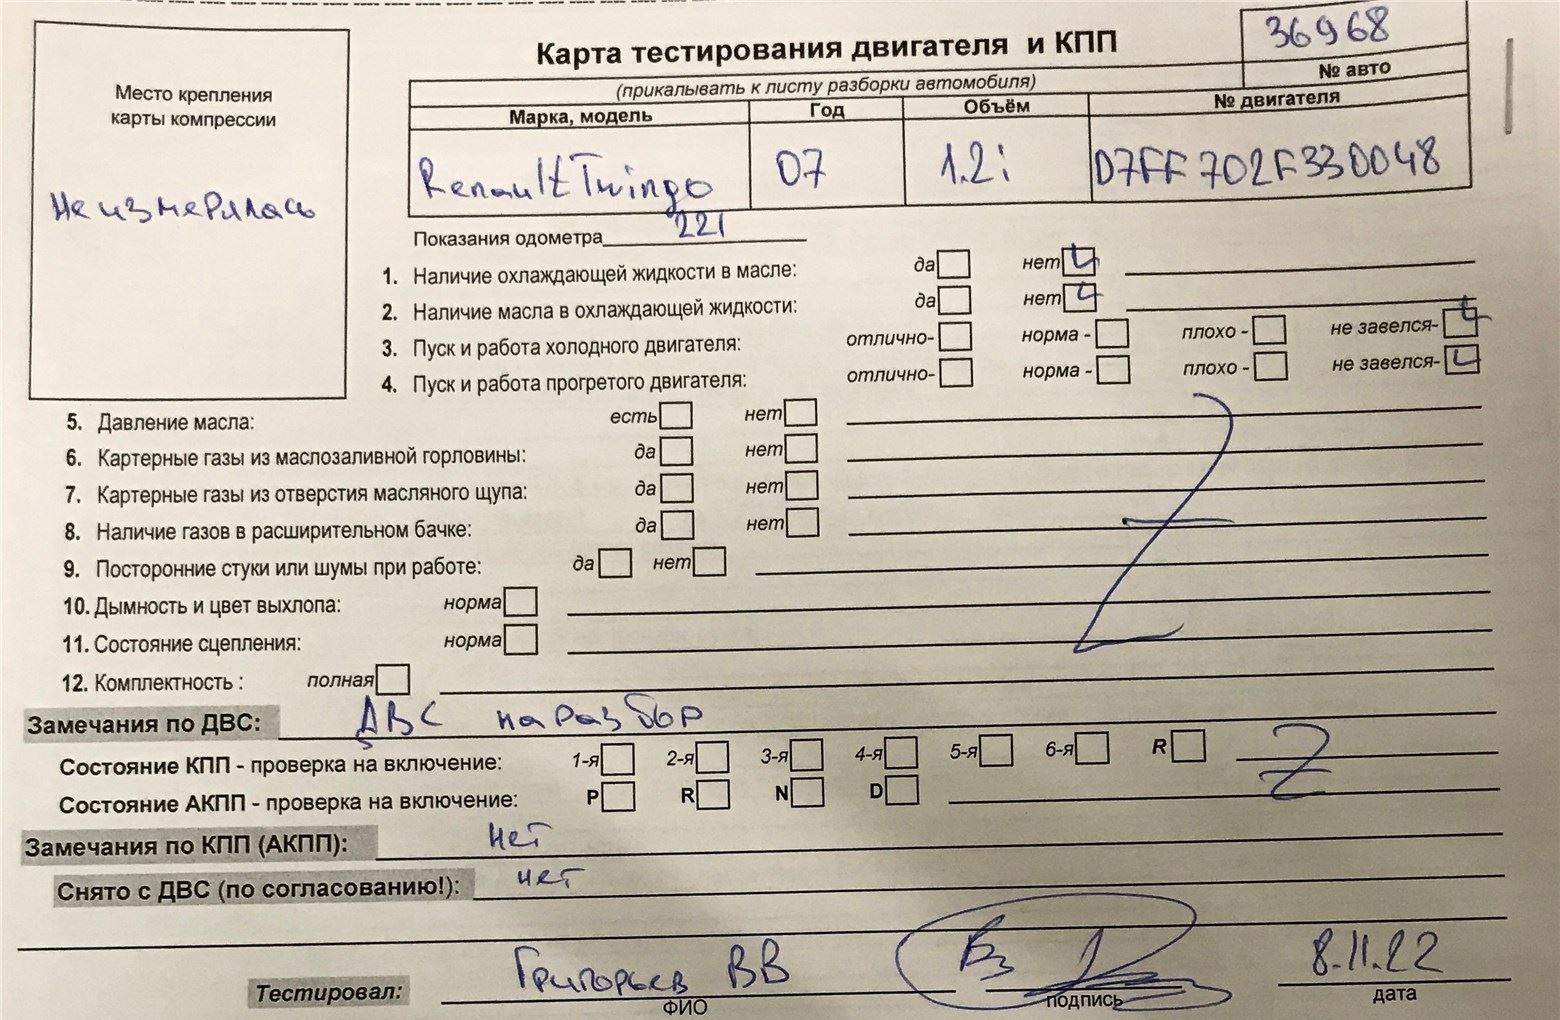 36968
Карта тестирования двигателя и КПП
№ авто
(прикалывать к листу разборки автомобиля)
Место крепления
карты компрессии
Не измерялась
Марка, модель Год Объём № двигателя
Renault Twingo 07 1.2i D7FF702F330048
Показания одометра 221
1. Наличие охлаждающей жидкости в масле: да нет
2. Наличие масла в охлаждающей жидкости: да нет
3. Пуск и работа холодного двигателя: отлично- норма - плохо - не завелся-
4. Пуск и работа прогретого двигателя: отлично- норма - плохо - не завелся-
5. Давление масла: есть нет
6. Картерные газы из маслозаливной горловины: да нет
7. Картерные газы из отверстия масляного щупа: да нет
8. Наличие газов в расширительном бачке: да нет
9. Посторонние стуки или шумы при работе: да нет
10. Дымность и цвет выхлопа: норма
11. Состояние сцепления: норма
12. Комплектность : полная
Замечания по ДВС: ДВС на разбор
Состояние КПП - проверка на включение: 1-я 2-я 3-я 4-я 5-я 6-я R
Состояние АКПП - проверка на включение: P R N D
Замечания по КПП (АКПП): нет
Снято с ДВС (по согласованию!): нет
Тестировал: Григорьев ВВ 8.11.22
ФИО подпись дата